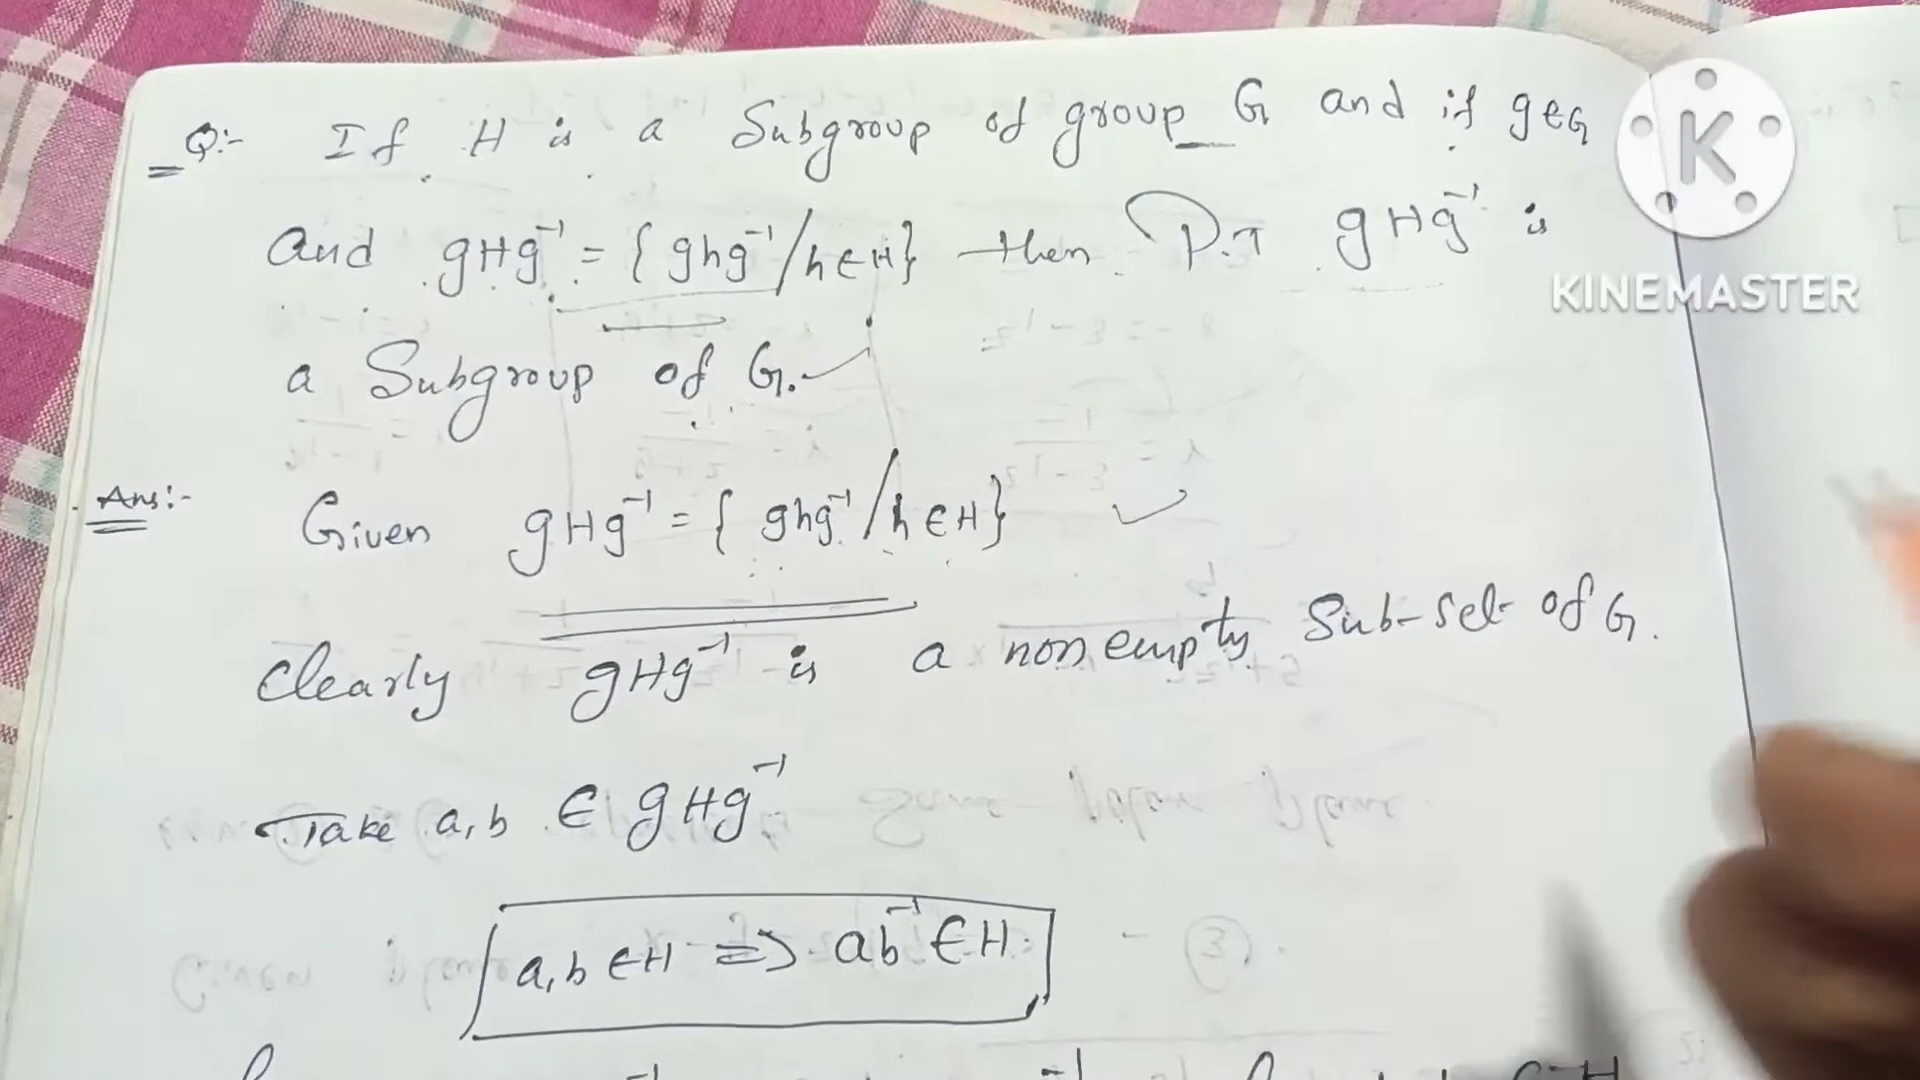 Q:- If H is a Subgroup of group G and if g∈G
and gHg⁻¹ = {ghg⁻¹/h∈H} then P.T gHg⁻¹ is
a Subgroup of G.
Ans:- Given gHg⁻¹ = {ghg⁻¹/h∈H}
Clearly gHg⁻¹ is a non empty Sub-set of G.
Take a,b ∈ gHg⁻¹
a,b ∈H => ab⁻¹ ∈H.
K
KINEMASTER